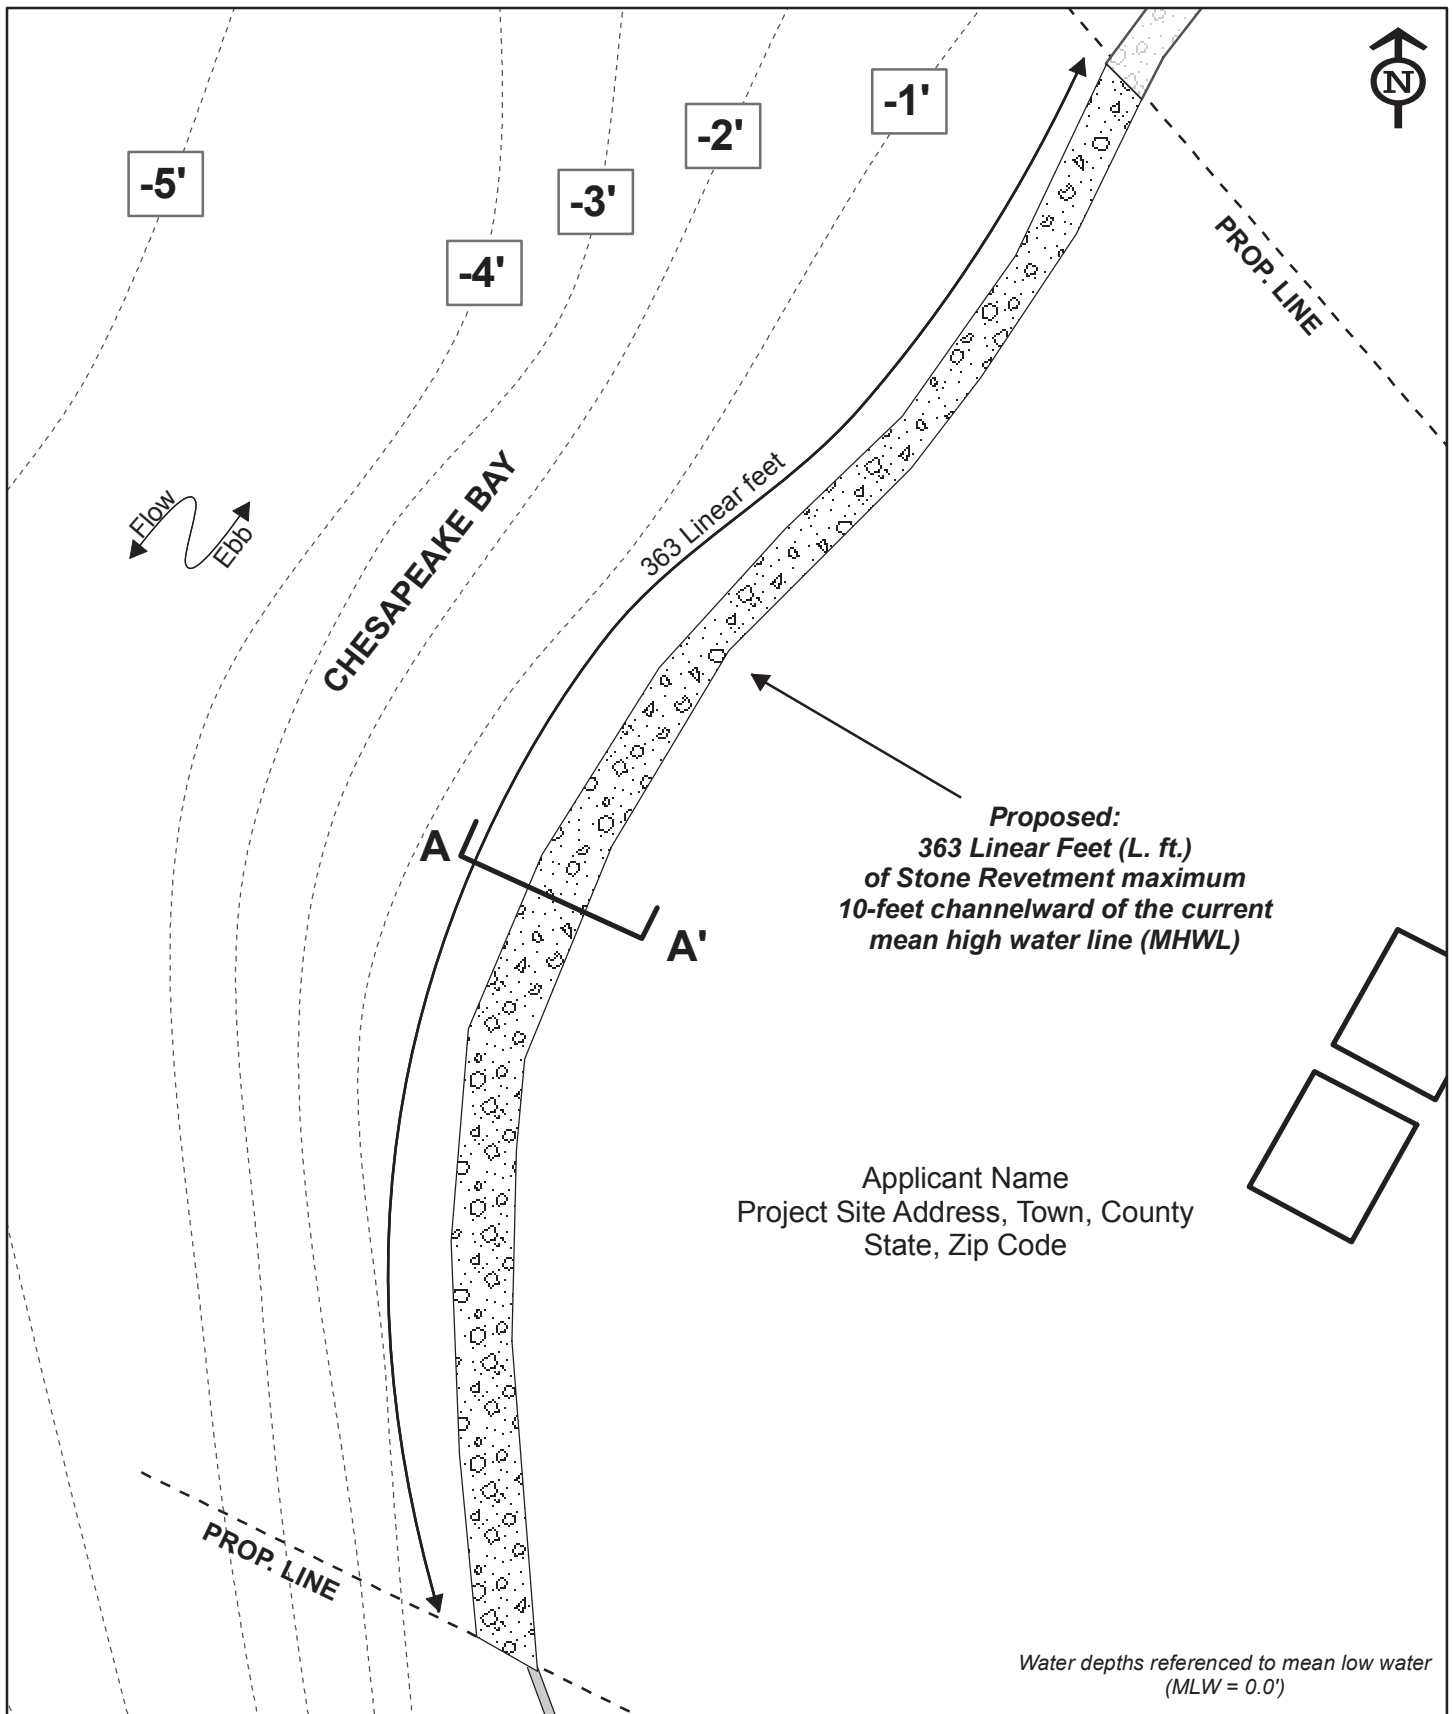 N
-1'
-2'
-5'
-3'
-4'
PROP. LINE
CHESAPEAKE BAY
363 Linear feet
Flow
Ebb
A
A'
Proposed:
363 Linear Feet (L. ft.)
of Stone Revetment maximum
10-feet channelward of the current
mean high water line (MHWL)
Applicant Name
Project Site Address, Town, County
State, Zip Code
PROP. LINE
Water depths referenced to mean low water
(MLW = 0.0')